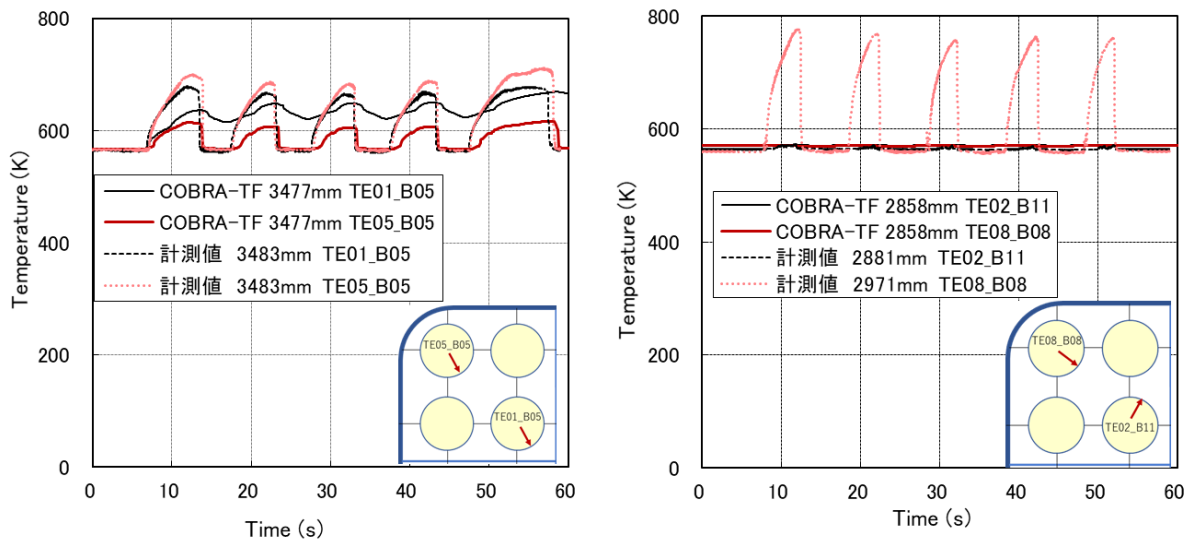 800
600
400
200
0
Temperature (K)
COBRA-TF 3477mm TE01_B05
COBRA-TF 3477mm TE05_B05
計測値 3483mm TE01_B05
計測値 3483mm TE05_B05
TE05_B05
TE01_B05
0 10 20 30 40 50 60
Time (s)
800
600
400
200
0
Temperature (K)
COBRA-TF 2858mm TE02_B11
COBRA-TF 2858mm TE08_B08
計測値 2881mm TE02_B11
計測値 2971mm TE08_B08
TE08_B08
TE02_B11
0 10 20 30 40 50 60
Time (s)